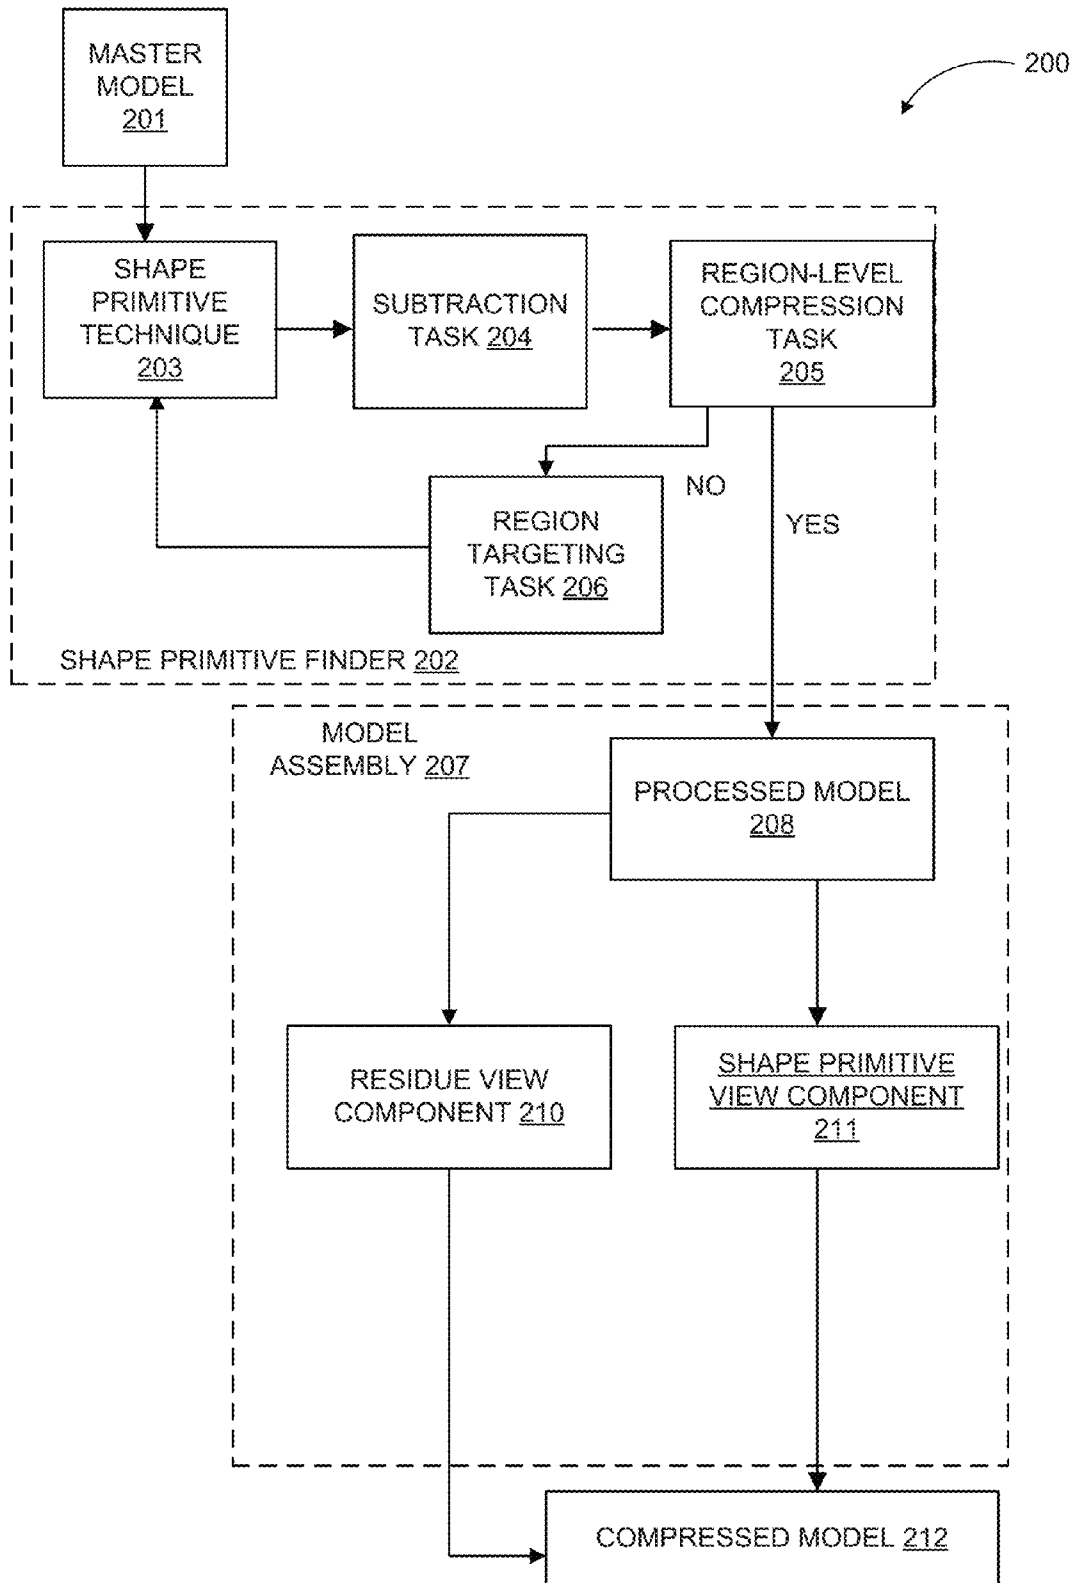 MASTER
MODEL
201
200
SHAPE
PRIMITIVE
TECHNIQUE
203
SUBTRACTION
TASK 204
REGION-LEVEL
COMPRESSION
TASK
205
NO
YES
REGION
TARGETING
TASK 206
SHAPE PRIMITIVE FINDER 202
MODEL
ASSEMBLY 207
PROCESSED MODEL
208
RESIDUE VIEW
COMPONENT 210
SHAPE PRIMITIVE
VIEW COMPONENT
211
COMPRESSED MODEL 212